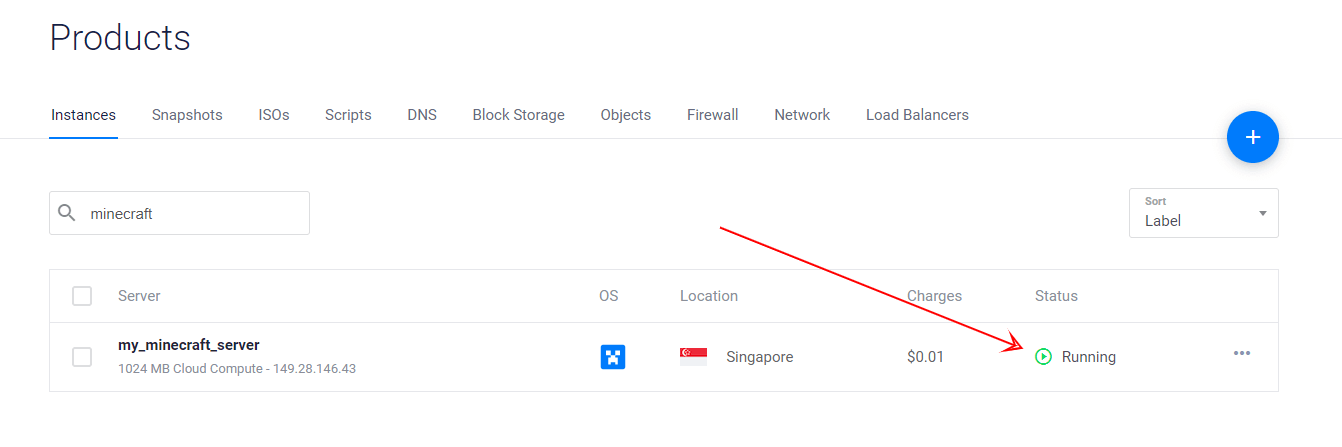 Products
Instances Snapshots ISOs Scripts DNS Block Storage Objects Firewall Network Load Balancers
+
minecraft
Sort
Label
Server OS Location Charges Status
my_minecraft_server
1024 MB Cloud Compute - 149.28.146.43
Singapore $0.01 Running